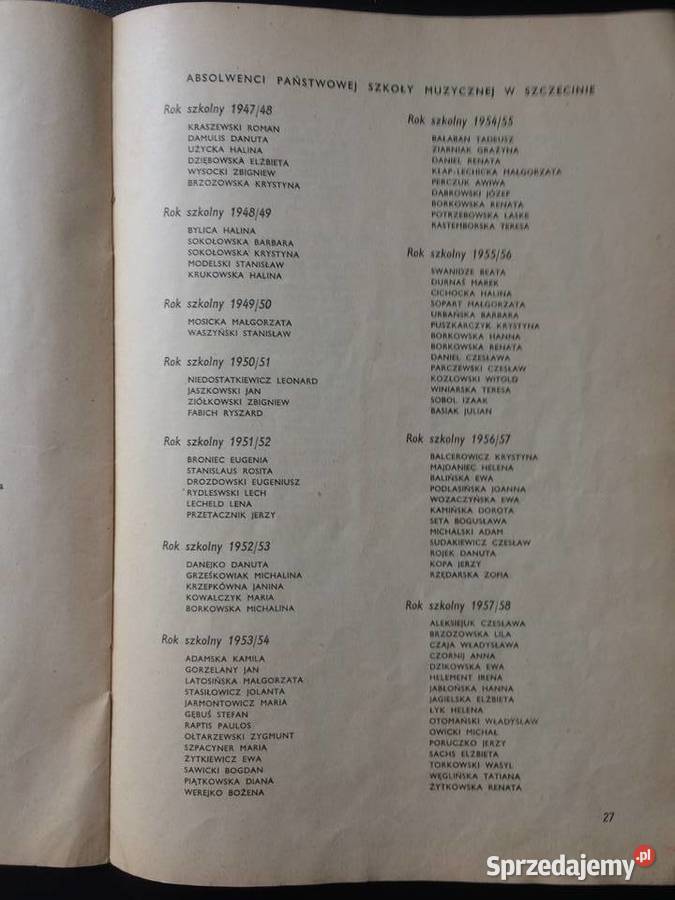 ABSOLWENCI PAŃSTWOWEJ SZKOŁY MUZYCZNEJ W SZCZECINIE
Rok szkolny 1947/48
KRASZEWSKI ROMAN
DAMULIS DANUTA
UŻYCKA HALINA
DZIĘBOWSKA ELŻBIETA
WYSOCKI ZBIGNIEW
BRZOZOWSKA KRYSTYNA
Rok szkolny 1948/49
BYLICA HALINA
SOKOŁOWSKA BARBARA
SOKOŁOWSKA KRYSTYNA
MODELSKI STANISŁAW
KRUKOWSKA HALINA
Rok szkolny 1949/50
MOSICKA MAŁGORZATA
WASZYŃSKI STANISŁAW
Rok szkolny 1950/51
NIEDOSTATKIEWICZ LEONARD
JASZKOWSKI JAN
ZIÓŁKOWSKI ZBIGNIEW
FABICH RYSZARD
Rok szkolny 1951/52
BRONIEC EUGENIA
STANISLAUS ROSITA
DROZDOWSKI EUGENIUSZ
RYDLESWSKI LECH
LECHELD LENA
PRZETACZNIK JERZY
Rok szkolny 1952/53
DANEJKO DANUTA
GRZEŚKOWIAK MICHALINA
KRZEPKÓWNA JANINA
KOWALCZYK MARIA
BORKOWSKA MICHALINA
Rok szkolny 1953/54
ADAMSKA KAMILA
GORZELANY JAN
LATOSIŃSKA MAŁGORZATA
STASIŁOWICZ JOLANTA
JARMONTOWICZ MARIA
GĘBUŚ STEFAN
RAPTIS PAULOS
OŁTARZEWSKI ZYGMUNT
SZPACYNER MARIA
ŻYTKIEWICZ EWA
SAWICKI BOGDAN
PIĄTKOWSKA DIANA
WEREJKO BOŻENA
Rok szkolny 1954/55
BAŁABAN TADEUSZ
ZIARNIAK GRAŻYNA
DANIEL RENATA
KŁAP-LECHICKA MAŁGORZATA
PERCZUK AWIWA
DĄBROWSKI JÓZEF
BORKOWSKA RENATA
POTRZEBOWSKA LASKE
RASTEMBORSKA TERESA
Rok szkolny 1955/56
SWANIDZE BEATA
DURNAŚ MAREK
CICHOCKA HALINA
SOPART MAŁGORZATA
URBAŃSKA BARBARA
PUSZKARCZYK KRYSTYNA
BORKOWSKA HANNA
BORKOWSKA RENATA
DANIEL CZESŁAWA
PARCZEWSKI CZESŁAW
KOZŁOWSKI WITOLD
WINIARSKA TERESA
SOBOL IZAAK
BASIAK JULIAN
Rok szkolny 1956/57
BALCEROWICZ KRYSTYNA
MAJDANIEC HELENA
BALIŃSKA EWA
PODLASIŃSKA JOANNA
WOZACZYŃSKA EWA
KAMIŃSKA DOROTA
SETA BOGUSŁAWA
MICHALSKI ADAM
SUDAKIEWICZ CZESŁAW
ROJEK DANUTA
KOPA JERZY
RZĘDARSKA ZOFIA
Rok szkolny 1957/58
ALEKSIEJUK CZESŁAWA
BRZOZOWSKA LILA
CZAJA WŁADYSŁAWA
CZORNIJ ANNA
DZIKOWSKA EWA
HELEMENT IRENA
JABŁOŃSKA HANNA
JAGIELSKA ELŻBIETA
ŁYK HELENA
OTOMAŃSKI WŁADYSŁAW
OWICKI MICHAŁ
PORUCZKO JERZY
SACHS ELŻBIETA
TORKOWSKI WASYL
WĘGLIŃSKA TATIANA
ŻYTKOWSKA RENATA
27
Sprzedajemy.pl